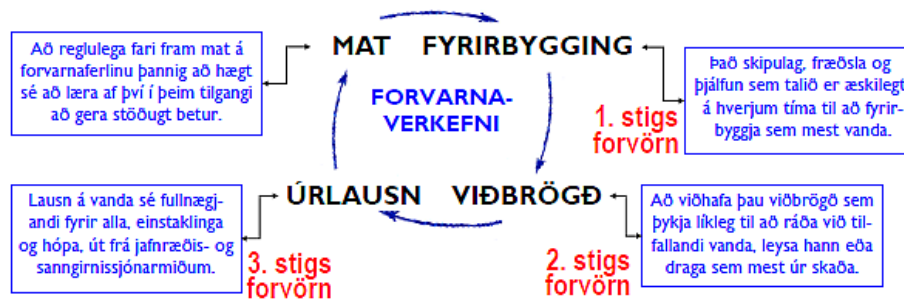 Að reglulega fari fram mat á
forvarnaferlinu þannig að hægt
sé að læra af því í þeim tilgangi
að gera stöðugt betur.
MAT FYRIRBYGGING
Það skipulag, fræðsla og
þjálfun sem talið er æskilegt
á hverjum tíma til að fyrir-
byggja sem mest vanda.
1. stigs
forvörn
FORVARNA-
VERKEFNI
Lausn á vanda sé fullnægj-
andi fyrir alla, einstaklinga
og hópa, út frá jafnræðis- og
sanngirnissjónarmiðum.
ÚRLAUSN VIÐBRÖGÐ
Að viðhafa þau viðbrögð sem
þykja líkleg til að ráða við til-
fallandi vanda, leysa hann eða
draga sem mest úr skaða.
3. stigs
forvörn
2. stigs
forvörn